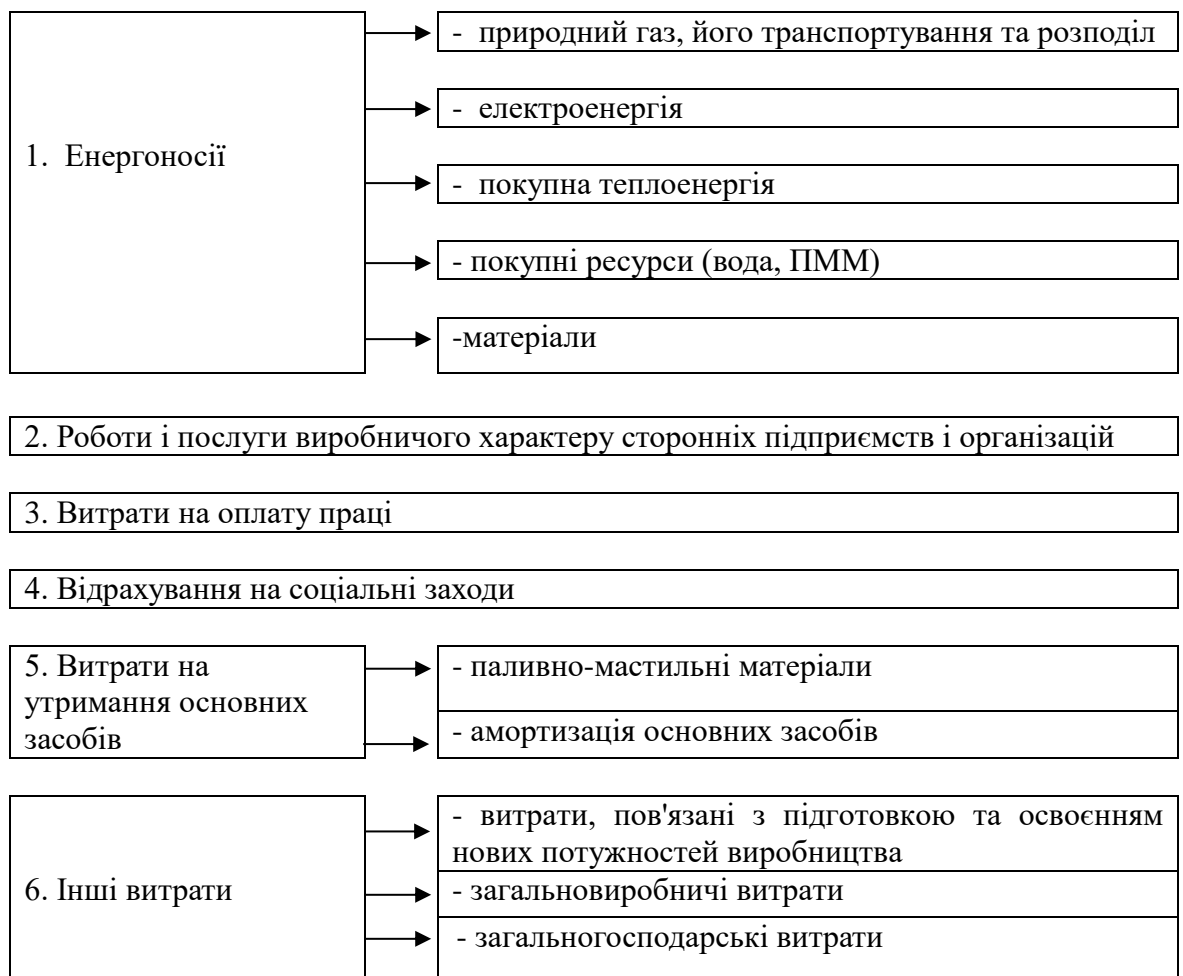 - природний газ, його транспортування та розподіл
- електроенергія
1. Енергоносії
- покупна теплоенергія
- покупні ресурси (вода, ПММ)
-матеріали
2. Роботи і послуги виробничого характеру сторонніх підприємств і організацій
3. Витрати на оплату праці
4. Відрахування на соціальні заходи
5. Витрати на
утримання основних
засобів
- паливно-мастильні матеріали
- амортизація основних засобів
- витрати, пов'язані з підготовкою та освоєнням
нових потужностей виробництва
6. Інші витрати
- загальновиробничі витрати
- загальногосподарські витрати